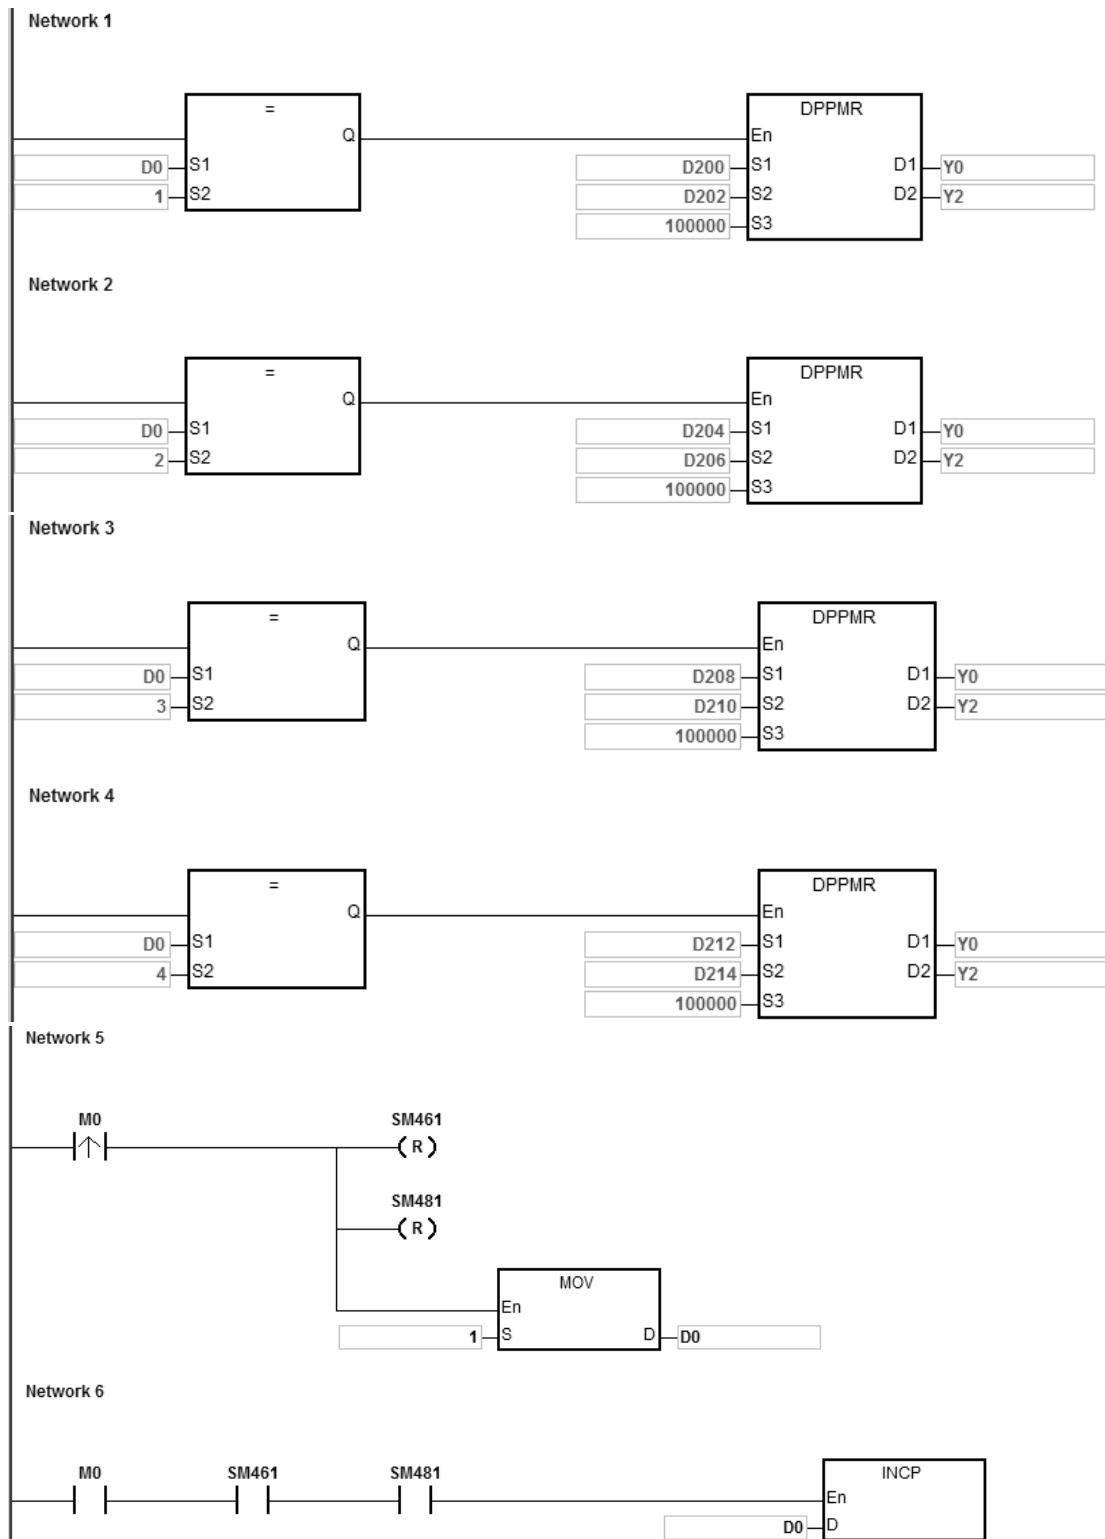 Network 1
=
DPPMR
Q
En
D0 S1
D200 S1 D1 Y0
1 S2
D202 S2 D2 Y2
100000 S3
Network 2
=
DPPMR
Q
En
D0 S1
D204 S1 D1 Y0
2 S2
D206 S2 D2 Y2
100000 S3
Network 3
=
DPPMR
Q
En
D0 S1
D208 S1 D1 Y0
3 S2
D210 S2 D2 Y2
100000 S3
Network 4
=
DPPMR
Q
En
D0 S1
D212 S1 D1 Y0
4 S2
D214 S2 D2 Y2
100000 S3
Network 5
M0 SM461
( R )
SM481
( R )
MOV
En
1 S D D0
Network 6
M0 SM461 SM481
INCP
En
D0 D